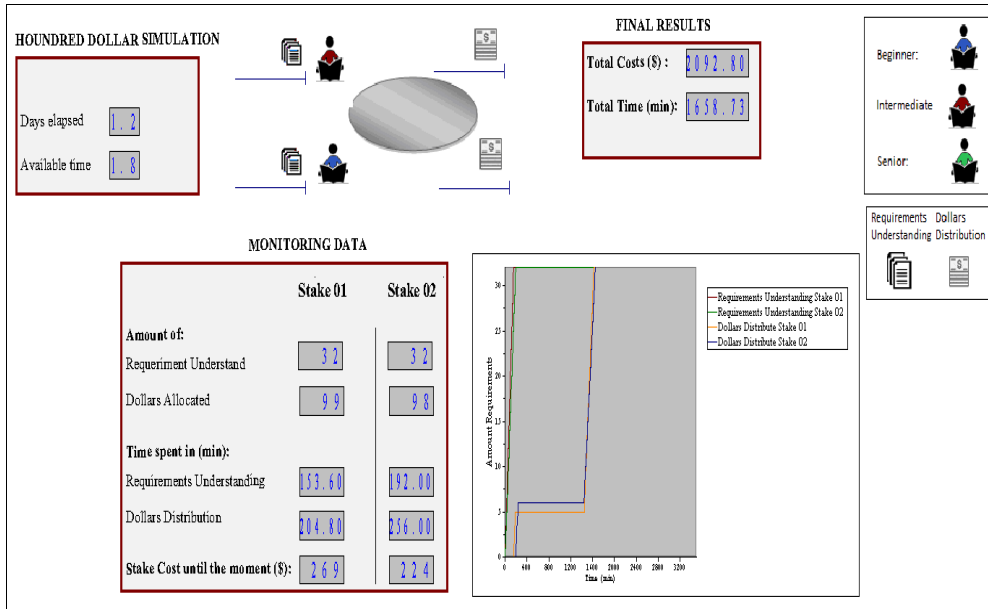 HOUNDRED DOLLAR SIMULATION
Days elapsed 1.2
Available time 1.8
FINAL RESULTS
Total Costs ($) : 2092.80
Total Time (min): 1658.73
Beginner:
Intermediate
Senior:
Requirements Dollars
Understanding Distribution
MONITORING DATA
Stake 01 Stake 02
Amount of:
Requeriment Understand 32 32
Dollars Allocated 99 98
Time spent in (min):
Requirements Understanding 153.60 192.00
Dollars Distribution 204.80 256.00
Stake Cost until the moment ($): 269 224
Amount Requirements
30
25
20
15
10
5
0
0 400 800 1200 1600 2000 2400 2800 3200
Time (min)
Requirements Understanding Stake 01
Requirements Understanding Stake 02
Dollars Distribute Stake 01
Dollars Distribute Stake 02